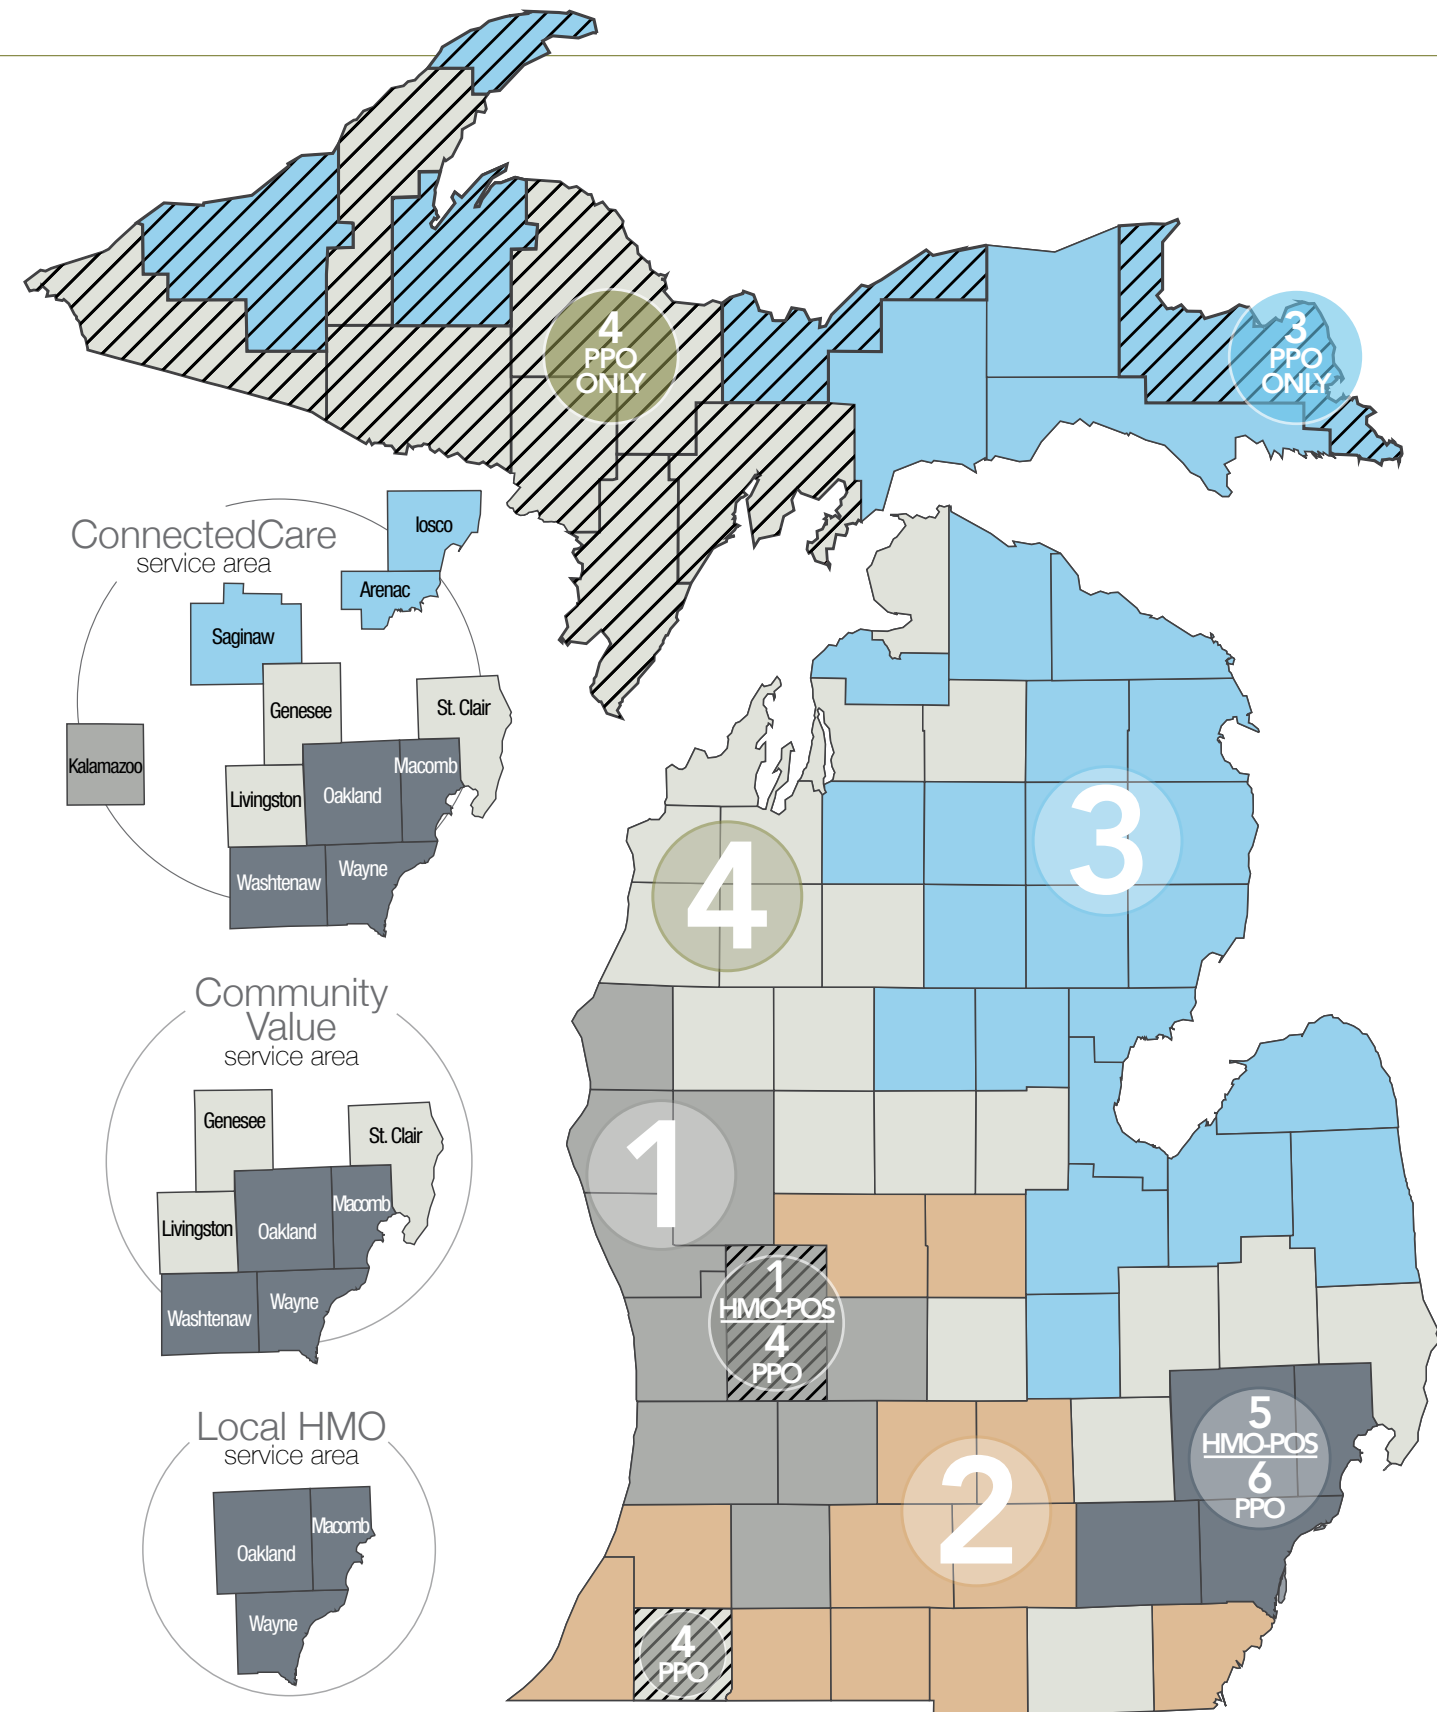 4
PPO
ONLY
3
PPO
ONLY
ConnectedCare
service area
Iosco
Arenac
Saginaw
Genesee
St. Clair
Kalamazoo
Macomb
Livingston
Oakland
Washtenaw
Wayne
3
4
Community
Value
service area
Genesee
St. Clair
Macomb
Livingston
Oakland
Washtenaw
Wayne
1
1
HMO-POS
4
PPO
Local HMO
service area
Macomb
Oakland
Wayne
5
HMO-POS
6
PPO
2
4
PPO